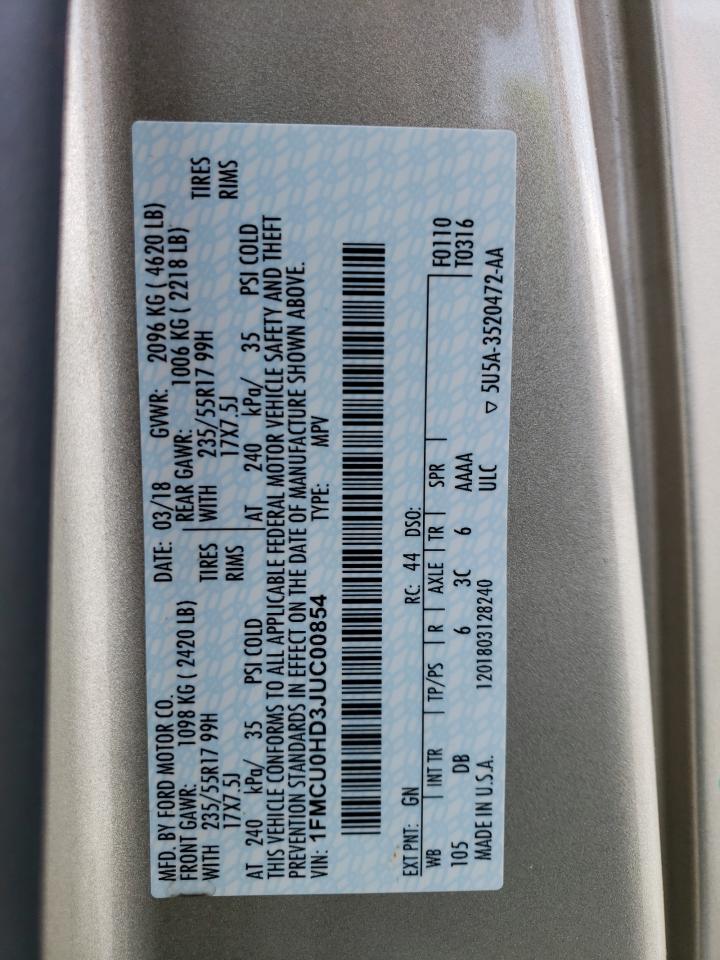 MFD. BY FORD MOTOR CO. DATE: 03/18 GVWR: 2096 KG ( 4620 LB)
FRONT GAWR: 1098 KG ( 2420 LB) REAR GAWR: 1006 KG ( 2218 LB)
WITH 235/55R17 99H TIRES WITH 235/55R17 99H TIRES
17X7.5J RIMS 17X7.5J RIMS
AT 240 kPa/ 35 PSI COLD AT 240 kPa/ 35 PSI COLD
THIS VEHICLE CONFORMS TO ALL APPLICABLE FEDERAL MOTOR VEHICLE SAFETY AND THEFT
PREVENTION STANDARDS IN EFFECT ON THE DATE OF MANUFACTURE SHOWN ABOVE.
VIN: 1FMCU0HD3JUC00854 TYPE: MPV
EXT PNT: GN RC: 44 DSO: F0110
WB INT TR TP/PS R AXLE TR SPR T0316
105 DB 6 3C 6 AAAA
MADE IN U.S.A. 1201803128240 ULC ▽ 5U5A-3520472-AA